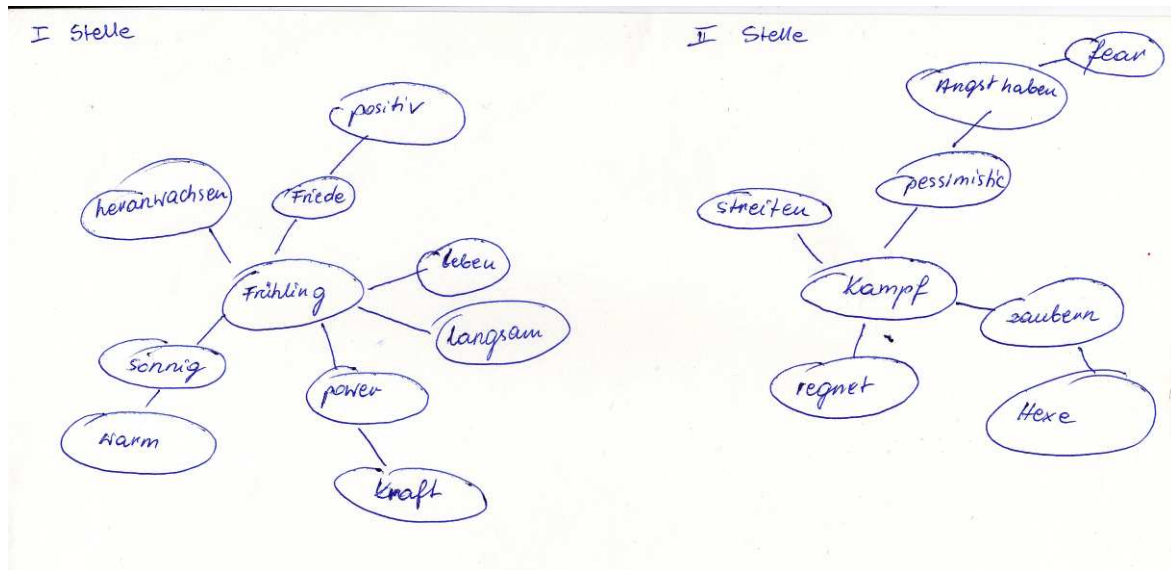 I Stelle
positiv
heranwachsen
Friede
leben
Frühling
langsam
sonnig
power
warm
kraft
II Stelle
fear
Angst haben
pessimistic
streiten
Kampf
zaubern
regnet
Hexe